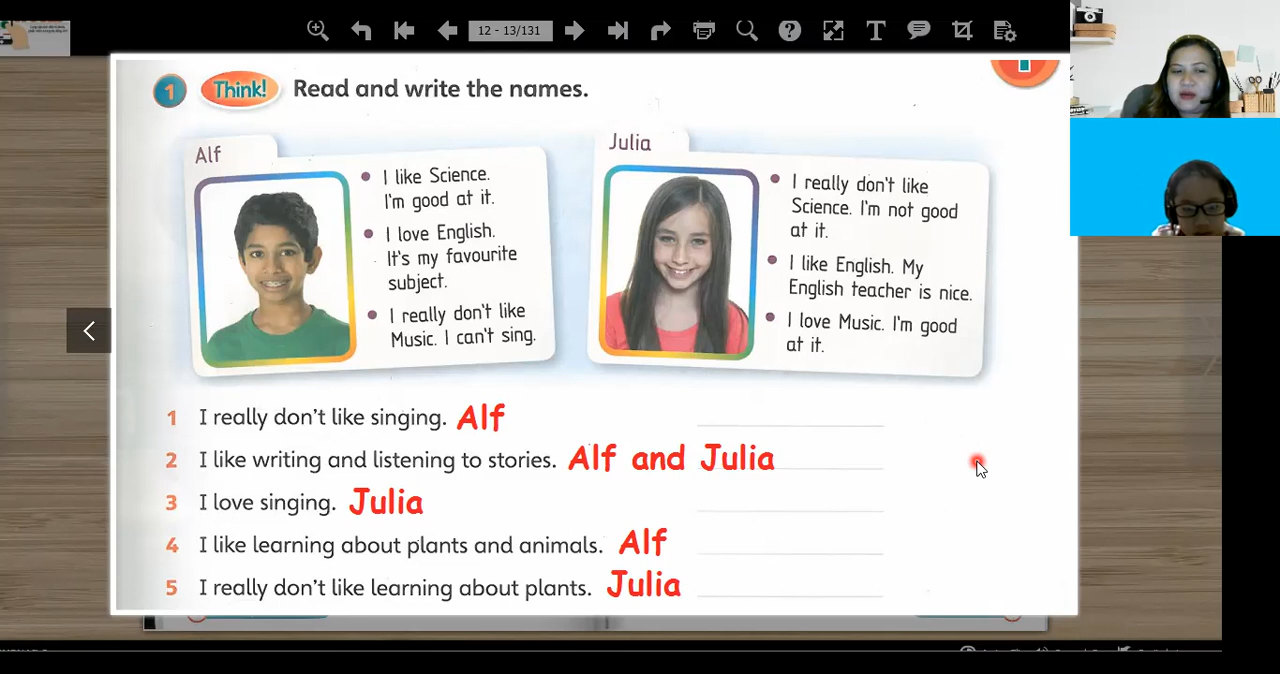 12 - 13/131
1 Think! Read and write the names.
Alf
I like Science.
I'm good at it.
I love English.
It's my favourite
subject.
I really don't like
Music. I can't sing.
Julia
I really don't like
Science. I'm not good
at it.
I like English. My
English teacher is nice.
I love Music. I'm good
at it.
1 I really don't like singing. Alf
2 I like writing and listening to stories. Alf and Julia
3 I love singing. Julia
4 I like learning about plants and animals. Alf
5 I really don't like learning about plants. Julia